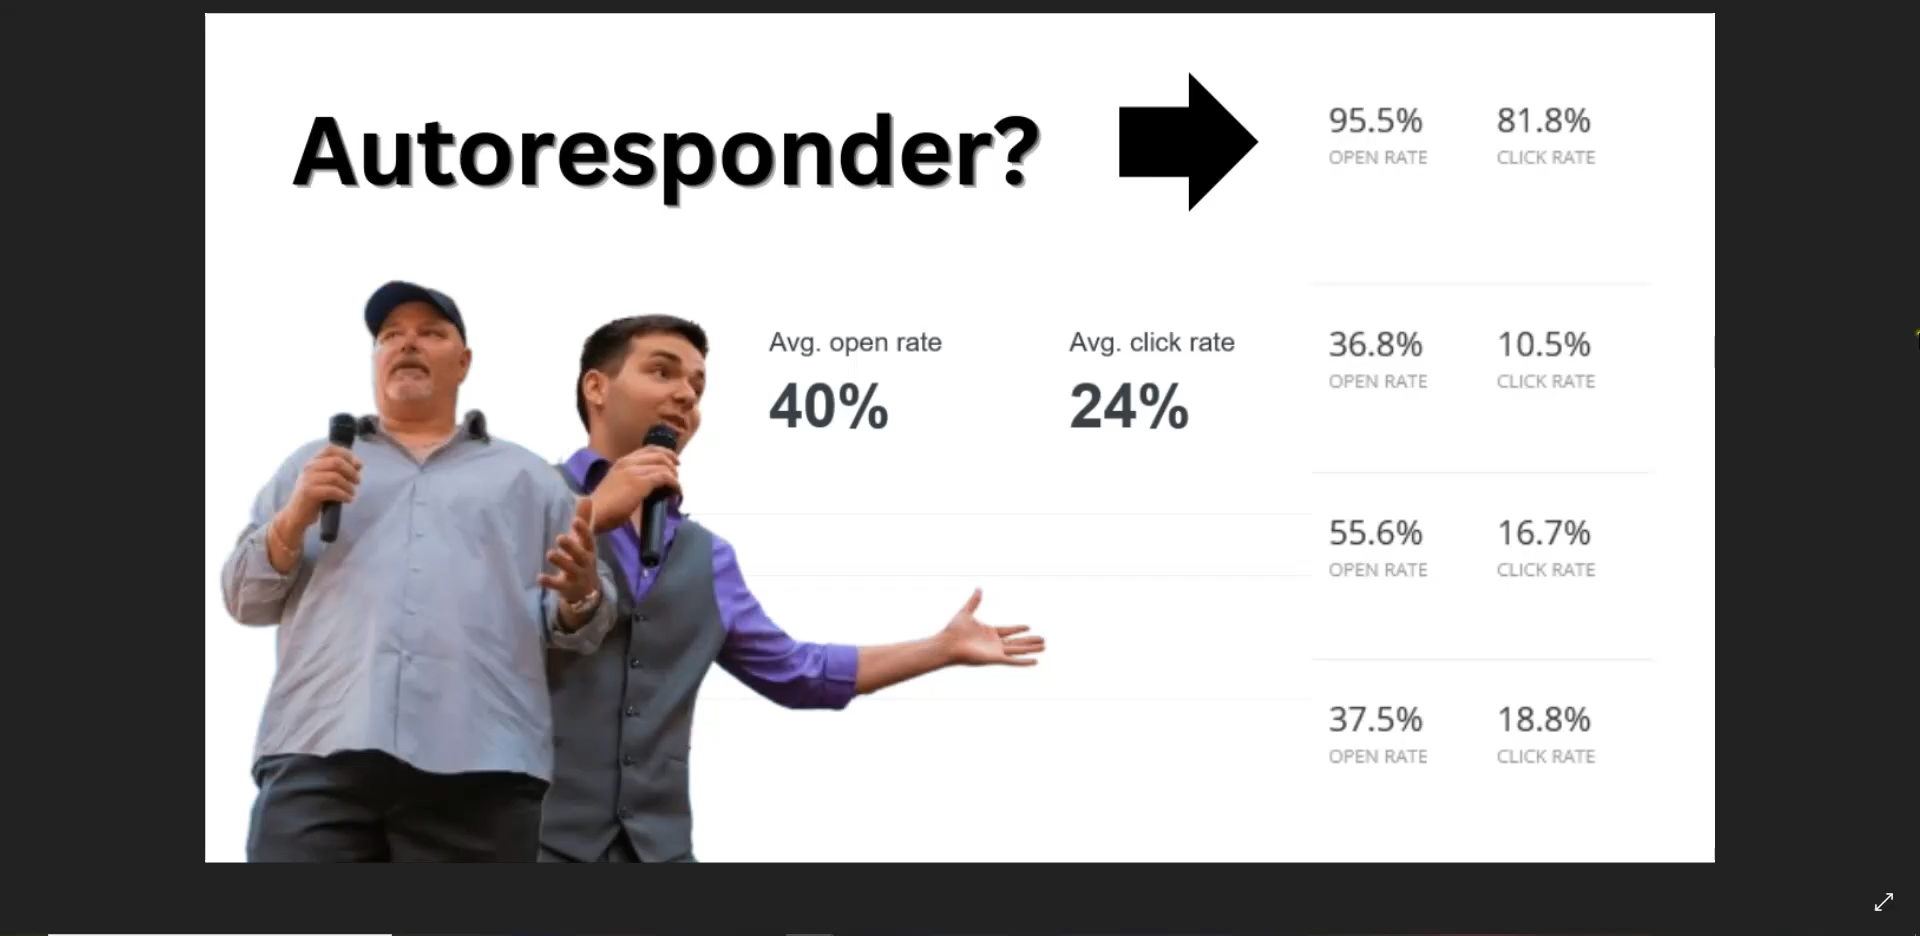 Autoresponder?
95.5% 81.8%
OPEN RATE CLICK RATE
Avg. open rate Avg. click rate
40% 24%
36.8% 10.5%
OPEN RATE CLICK RATE
55.6% 16.7%
OPEN RATE CLICK RATE
37.5% 18.8%
OPEN RATE CLICK RATE